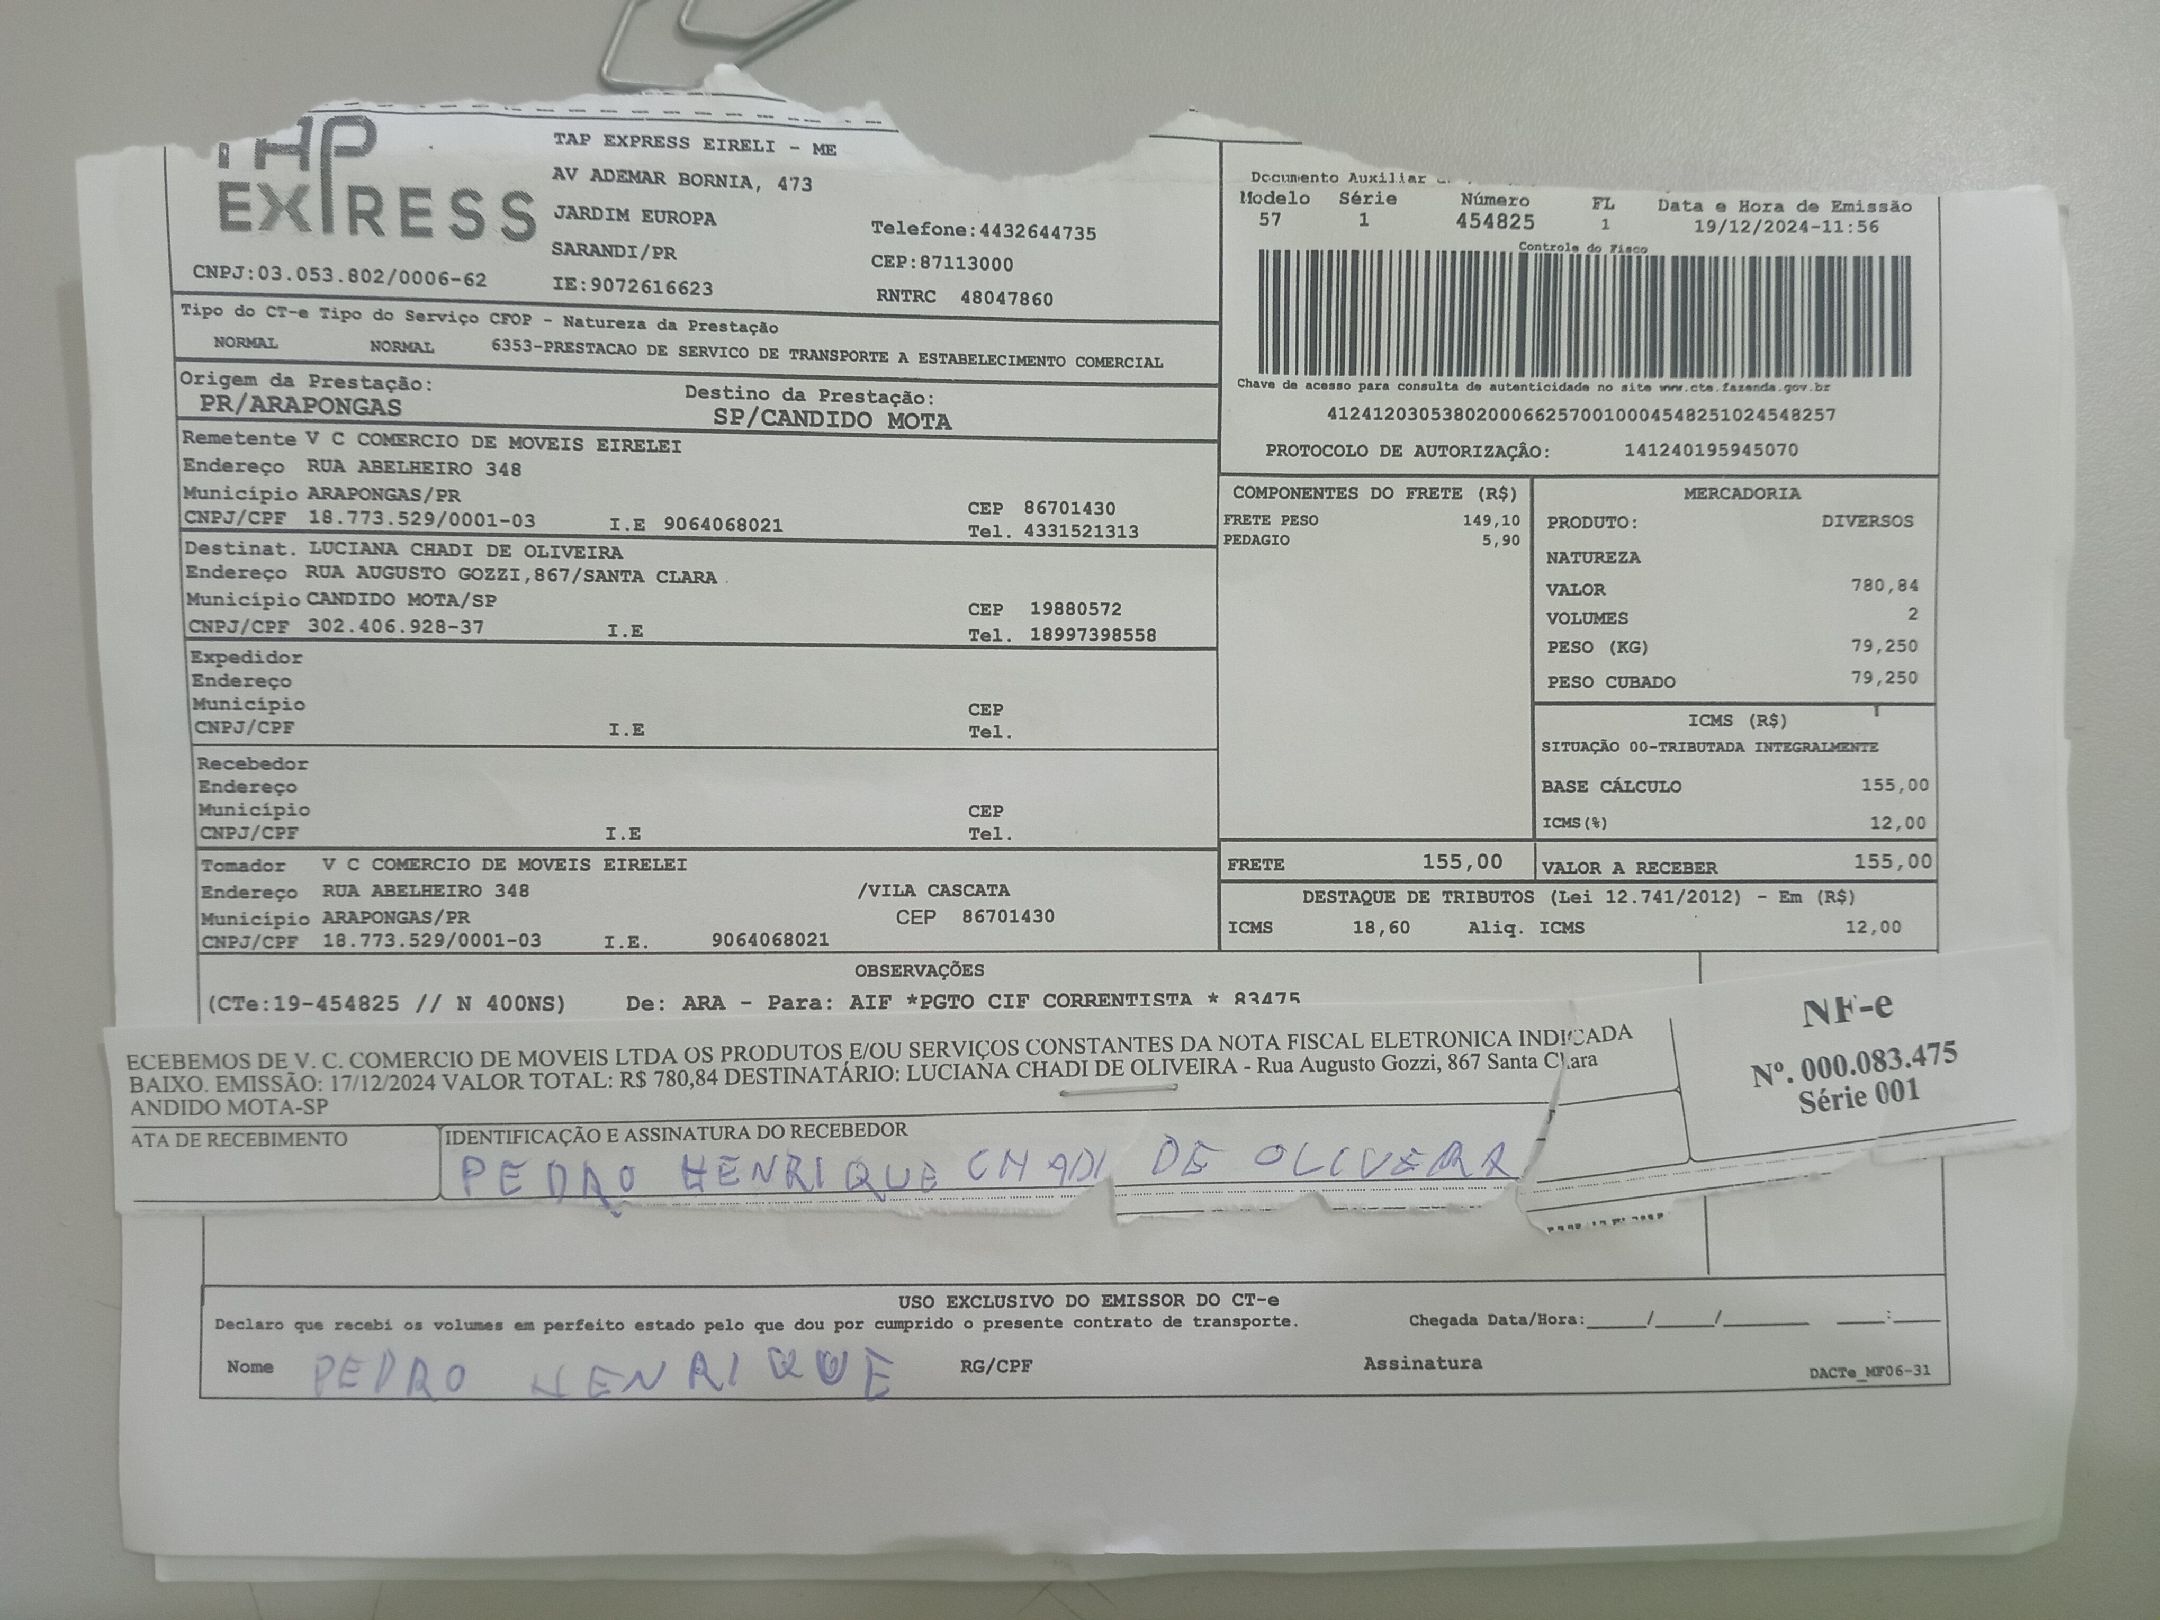 TAP
EXPRESS
TAP EXPRESS EIRELI - ME
AV ADEMAR BORNIA, 473
JARDIM EUROPA
SARANDI/PR
Telefone:4432644735
CEP:87113000
CNPJ:03.053.802/0006-62
IE:9072616623
RNTRC 48047860
Documento Auxiliar
Modelo Série Número FL Data e Hora de Emissão
57 1 454825 1 19/12/2024-11:56
Controle do Fisco
Chave de acesso para consulta de autenticidade no site www.cte.fazenda.gov.br
41241203053802000662570010004548251024548257
PROTOCOLO DE AUTORIZAÇÃO: 141240195945070
Tipo do CT-e Tipo do Serviço CFOP - Natureza da Prestação
NORMAL NORMAL 6353-PRESTACAO DE SERVICO DE TRANSPORTE A ESTABELECIMENTO COMERCIAL
Origem da Prestação: Destino da Prestação:
PR/ARAPONGAS SP/CANDIDO MOTA
Remetente V C COMERCIO DE MOVEIS EIRELEI
Endereço RUA ABELHEIRO 348
Município ARAPONGAS/PR CEP 86701430
CNPJ/CPF 18.773.529/0001-03 I.E 9064068021 Tel. 4331521313
Destinat. LUCIANA CHADI DE OLIVEIRA
Endereço RUA AUGUSTO GOZZI,867/SANTA CLARA
Município CANDIDO MOTA/SP CEP 19880572
CNPJ/CPF 302.406.928-37 I.E Tel. 18997398558
Expedidor
Endereço
Município CEP
CNPJ/CPF I.E Tel.
Recebedor
Endereço
Município CEP
CNPJ/CPF I.E Tel.
Tomador V C COMERCIO DE MOVEIS EIRELEI
Endereço RUA ABELHEIRO 348 /VILA CASCATA
Município ARAPONGAS/PR CEP 86701430
CNPJ/CPF 18.773.529/0001-03 I.E. 9064068021
COMPONENTES DO FRETE (R$)
FRETE PESO 149,10
PEDAGIO 5,90
MERCADORIA
PRODUTO: DIVERSOS
NATUREZA
VALOR 780,84
VOLUMES 2
PESO (KG) 79,250
PESO CUBADO 79,250
ICMS (R$)
SITUAÇÃO 00-TRIBUTADA INTEGRALMENTE
BASE CÁLCULO 155,00
ICMS(%) 12,00
FRETE 155,00 VALOR A RECEBER 155,00
DESTAQUE DE TRIBUTOS (Lei 12.741/2012) - Em (R$)
ICMS 18,60 Aliq. ICMS 12,00
OBSERVAÇÕES
(CTe:19-454825 // N 400NS) De: ARA - Para: AIF *PGTO CIF CORRENTISTA * 83475
ECEBEMOS DE V. C. COMERCIO DE MOVEIS LTDA OS PRODUTOS E/OU SERVIÇOS CONSTANTES DA NOTA FISCAL ELETRONICA INDICADA
BAIXO. EMISSÃO: 17/12/2024 VALOR TOTAL: R$ 780,84 DESTINATÁRIO: LUCIANA CHADI DE OLIVEIRA - Rua Augusto Gozzi, 867 Santa Clara
ANDIDO MOTA-SP
NF-e
Nº. 000.083.475
Série 001
ATA DE RECEBIMENTO IDENTIFICAÇÃO E ASSINATURA DO RECEBEDOR
PEDRO HENRIQUE CHADI DE OLIVEIRA
USO EXCLUSIVO DO EMISSOR DO CT-e
Declaro que recebi os volumes em perfeito estado pelo que dou por cumprido o presente contrato de transporte. Chegada Data/Hora:____/____/______ ___:___
Nome PEDRO HENRIQUE RG/CPF Assinatura DACTe_MF06-31